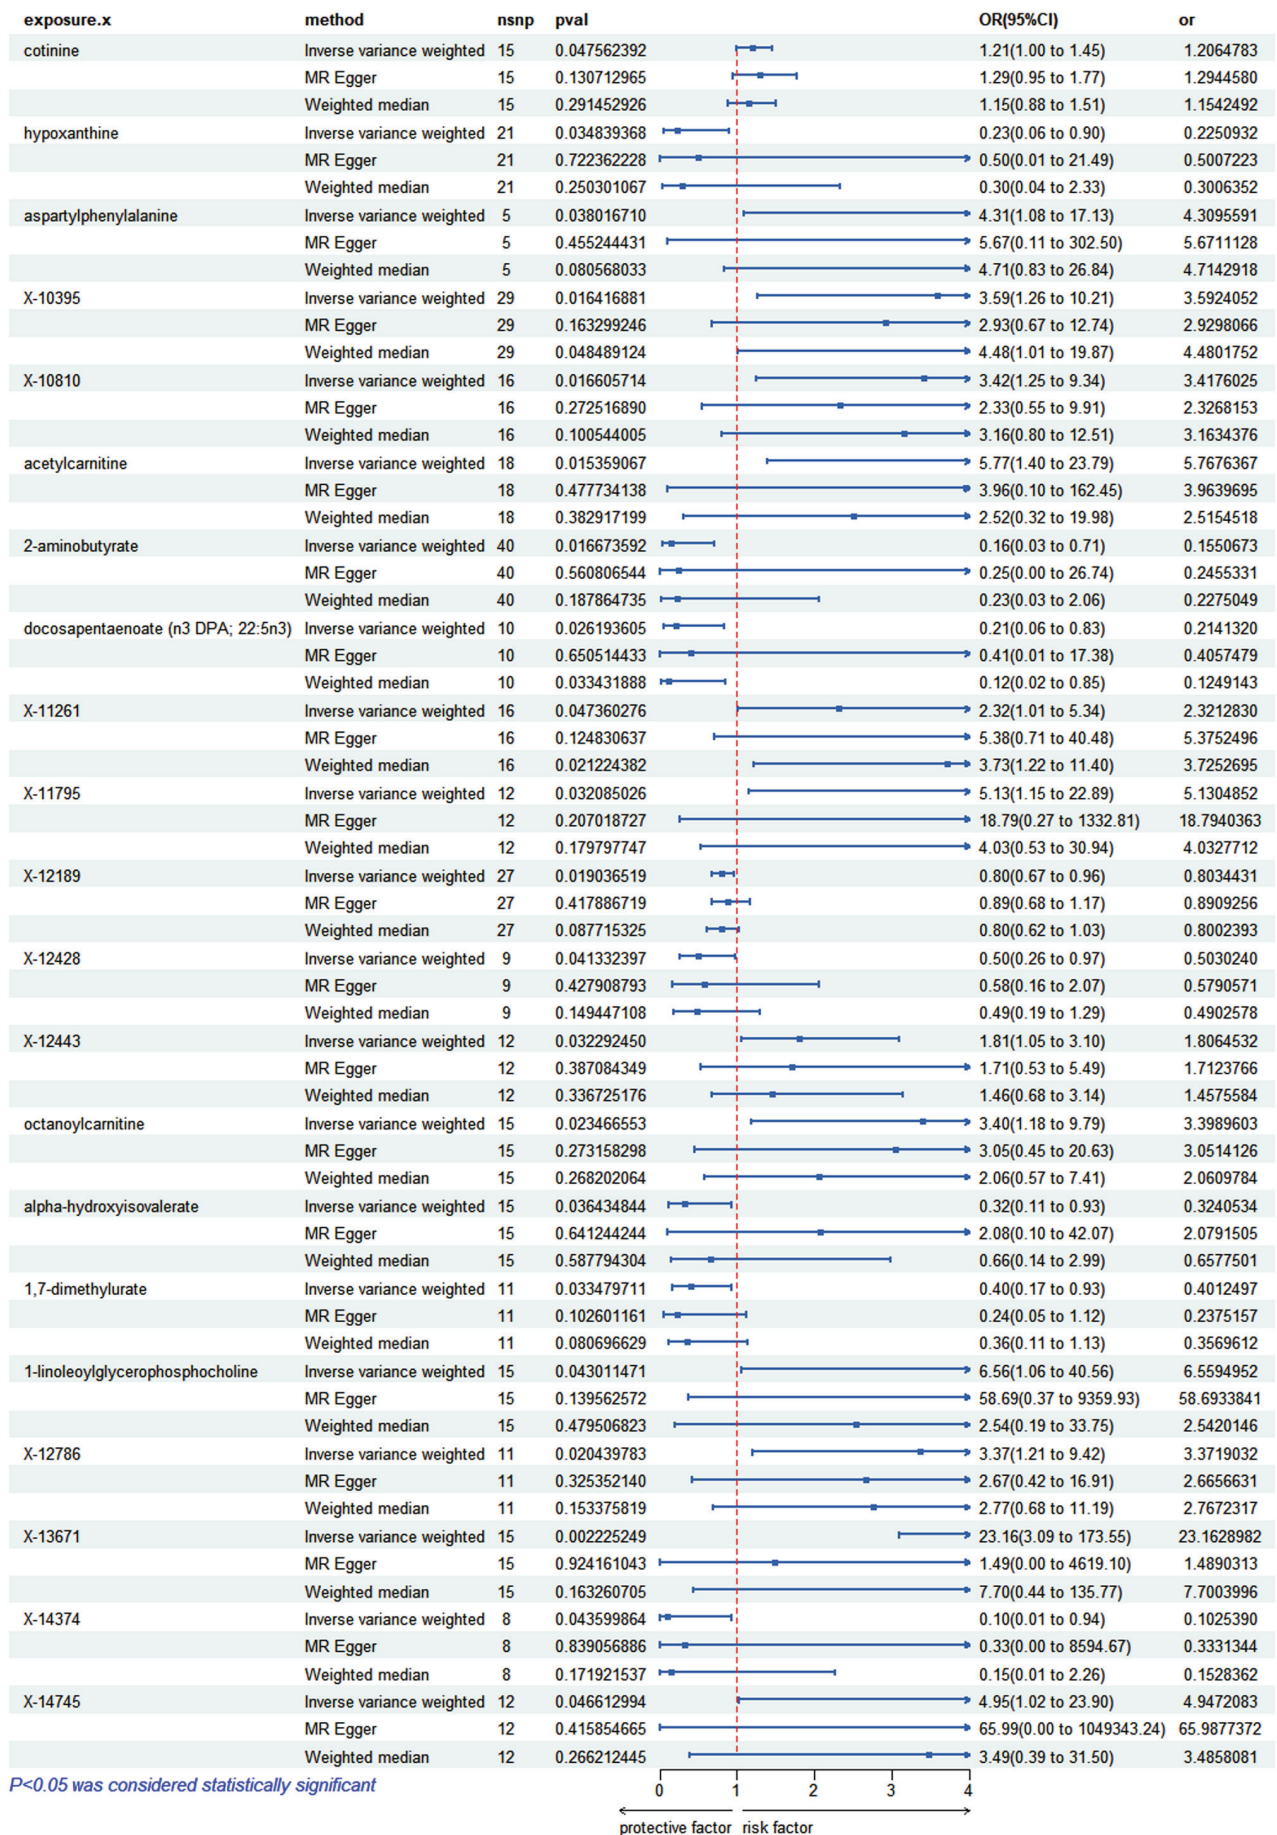 exposure.x method nsnp pval OR(95%CI) or
cotinine Inverse variance weighted 15 0.047562392 1.21(1.00 to 1.45) 1.2064783
MR Egger 15 0.130712965 1.29(0.95 to 1.77) 1.2944580
Weighted median 15 0.291452926 1.15(0.88 to 1.51) 1.1542492
hypoxanthine Inverse variance weighted 21 0.034839368 0.23(0.06 to 0.90) 0.2250932
MR Egger 21 0.722362228 0.50(0.01 to 21.49) 0.5007223
Weighted median 21 0.250301067 0.30(0.04 to 2.33) 0.3006352
aspartylphenylalanine Inverse variance weighted 5 0.038016710 4.31(1.08 to 17.13) 4.3095591
MR Egger 5 0.455244431 5.67(0.11 to 302.50) 5.6711128
Weighted median 5 0.080568033 4.71(0.83 to 26.84) 4.7142918
X-10395 Inverse variance weighted 29 0.016416881 3.59(1.26 to 10.21) 3.5924052
MR Egger 29 0.163299246 2.93(0.67 to 12.74) 2.9298066
Weighted median 29 0.048489124 4.48(1.01 to 19.87) 4.4801752
X-10810 Inverse variance weighted 16 0.016605714 3.42(1.25 to 9.34) 3.4176025
MR Egger 16 0.272516890 2.33(0.55 to 9.91) 2.3268153
Weighted median 16 0.100544005 3.16(0.80 to 12.51) 3.1634376
acetylcarnitine Inverse variance weighted 18 0.015359067 5.77(1.40 to 23.79) 5.7676367
MR Egger 18 0.477734138 3.96(0.10 to 162.45) 3.9639695
Weighted median 18 0.382917199 2.52(0.32 to 19.98) 2.5154518
2-aminobutyrate Inverse variance weighted 40 0.016673592 0.16(0.03 to 0.71) 0.1550673
MR Egger 40 0.560806544 0.25(0.00 to 26.74) 0.2455331
Weighted median 40 0.187864735 0.23(0.03 to 2.06) 0.2275049
docosapentaenoate (n3 DPA; 22:5n3) Inverse variance weighted 10 0.026193605 0.21(0.06 to 0.83) 0.2141320
MR Egger 10 0.650514433 0.41(0.01 to 17.38) 0.4057479
Weighted median 10 0.033431888 0.12(0.02 to 0.85) 0.1249143
X-11261 Inverse variance weighted 16 0.047360276 2.32(1.01 to 5.34) 2.3212830
MR Egger 16 0.124830637 5.38(0.71 to 40.48) 5.3752496
Weighted median 16 0.021224382 3.73(1.22 to 11.40) 3.7252695
X-11795 Inverse variance weighted 12 0.032085026 5.13(1.15 to 22.89) 5.1304852
MR Egger 12 0.207018727 18.79(0.27 to 1332.81) 18.7940363
Weighted median 12 0.179797747 4.03(0.53 to 30.94) 4.0327712
X-12189 Inverse variance weighted 27 0.019036519 0.80(0.67 to 0.96) 0.8034431
MR Egger 27 0.417886719 0.89(0.68 to 1.17) 0.8909256
Weighted median 27 0.087715325 0.80(0.62 to 1.03) 0.8002393
X-12428 Inverse variance weighted 9 0.041332397 0.50(0.26 to 0.97) 0.5030240
MR Egger 9 0.427908793 0.58(0.16 to 2.07) 0.5790571
Weighted median 9 0.149447108 0.49(0.19 to 1.29) 0.4902578
X-12443 Inverse variance weighted 12 0.032292450 1.81(1.05 to 3.10) 1.8064532
MR Egger 12 0.387084349 1.71(0.53 to 5.49) 1.7123766
Weighted median 12 0.336725176 1.46(0.68 to 3.14) 1.4575584
octanoylcarnitine Inverse variance weighted 15 0.023466553 3.40(1.18 to 9.79) 3.3989603
MR Egger 15 0.273158298 3.05(0.45 to 20.63) 3.0514126
Weighted median 15 0.268202064 2.06(0.57 to 7.41) 2.0609784
alpha-hydroxyisovalerate Inverse variance weighted 15 0.036434844 0.32(0.11 to 0.93) 0.3240534
MR Egger 15 0.641244244 2.08(0.10 to 42.07) 2.0791505
Weighted median 15 0.587794304 0.66(0.14 to 2.99) 0.6577501
1,7-dimethylurate Inverse variance weighted 11 0.033479711 0.40(0.17 to 0.93) 0.4012497
MR Egger 11 0.102601161 0.24(0.05 to 1.12) 0.2375157
Weighted median 11 0.080696629 0.36(0.11 to 1.13) 0.3569612
1-linoleoylglycerophosphocholine Inverse variance weighted 15 0.043011471 6.56(1.06 to 40.56) 6.5594952
MR Egger 15 0.139562572 58.69(0.37 to 9359.93) 58.6933841
Weighted median 15 0.479506823 2.54(0.19 to 33.75) 2.5420146
X-12786 Inverse variance weighted 11 0.020439783 3.37(1.21 to 9.42) 3.3719032
MR Egger 11 0.325352140 2.67(0.42 to 16.91) 2.6656631
Weighted median 11 0.153375819 2.77(0.68 to 11.19) 2.7672317
X-13671 Inverse variance weighted 15 0.002225249 23.16(3.09 to 173.55) 23.1628982
MR Egger 15 0.924161043 1.49(0.00 to 4619.10) 1.4890313
Weighted median 15 0.163260705 7.70(0.44 to 135.77) 7.7003996
X-14374 Inverse variance weighted 8 0.043599864 0.10(0.01 to 0.94) 0.1025390
MR Egger 8 0.839056886 0.33(0.00 to 8594.67) 0.3331344
Weighted median 8 0.171921537 0.15(0.01 to 2.26) 0.1528362
X-14745 Inverse variance weighted 12 0.046612994 4.95(1.02 to 23.90) 4.9472083
MR Egger 12 0.415854665 65.99(0.00 to 1049343.24) 65.9877372
Weighted median 12 0.266212445 3.49(0.39 to 31.50) 3.4858081
P<0.05 was considered statistically significant
0 1 2 3 4
protective factor risk factor